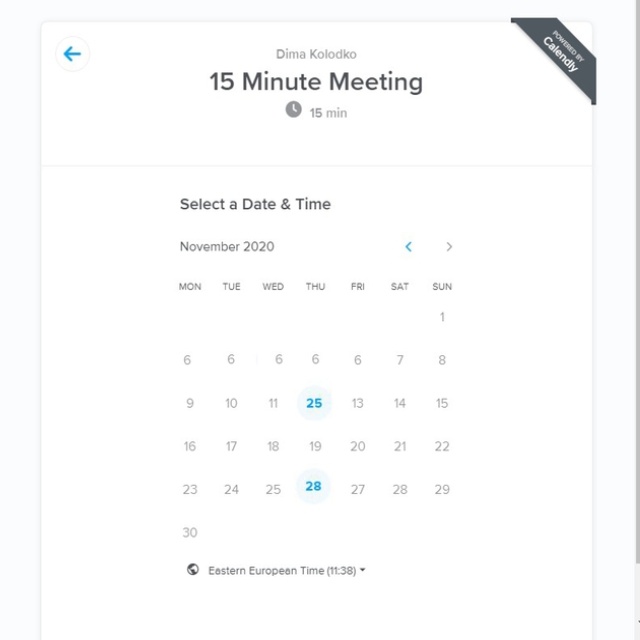 POWERED BY
Calendly
Dima Kolodko
15 Minute Meeting
15 min
Select a Date & Time
November 2020
MON TUE WED THU FRI SAT SUN
1
6 6 6 6 6 7 8
9 10 11 25 13 14 15
16 17 18 19 20 21 22
23 24 25 28 27 28 29
30
Eastern European Time (11:38)